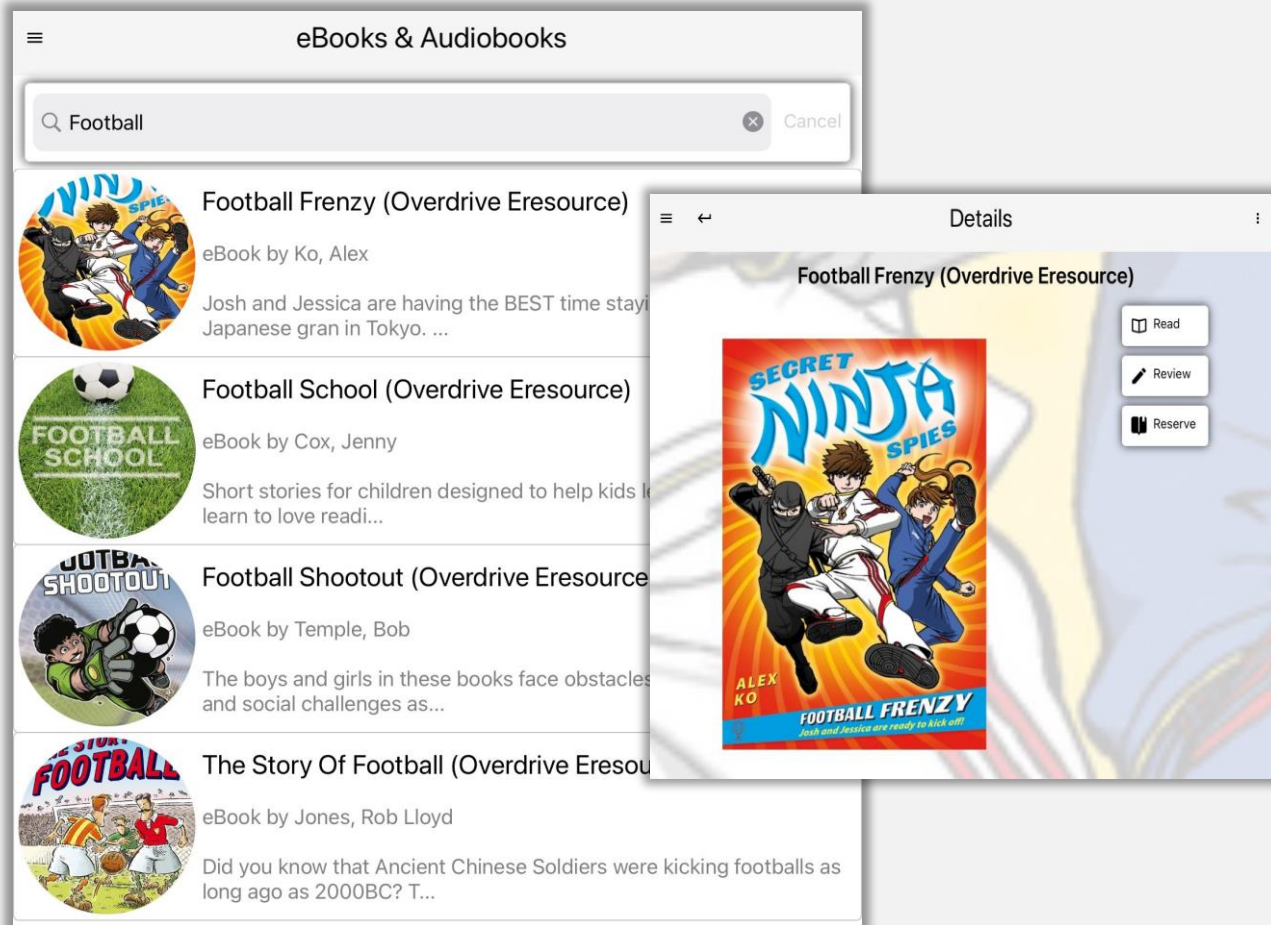 eBooks & Audiobooks
Football
Cancel
NINJ
SPIE
Football Frenzy (Overdrive Eresource)
eBook by Ko, Alex
Josh and Jessica are having the BEST time stayi
Japanese gran in Tokyo. ...
FOOTBALL
SCHOOL
Football School (Overdrive Eresource)
eBook by Cox, Jenny
Short stories for children designed to help kids le
learn to love readi...
OOTBA
SHOOTOUT
Football Shootout (Overdrive Eresource
eBook by Temple, Bob
The boys and girls in these books face obstacles
and social challenges as...
STORY
FOOTBALL
The Story Of Football (Overdrive Eresou
eBook by Jones, Rob Lloyd
Did you know that Ancient Chinese Soldiers were kicking footballs as
long ago as 2000BC? T...
Details
Football Frenzy (Overdrive Eresource)
Read
Review
Reserve
SECRET
NINJA
SPIES
ALEX
KO
FOOTBALL FRENZY
Josh and Jessica are ready to kick off!